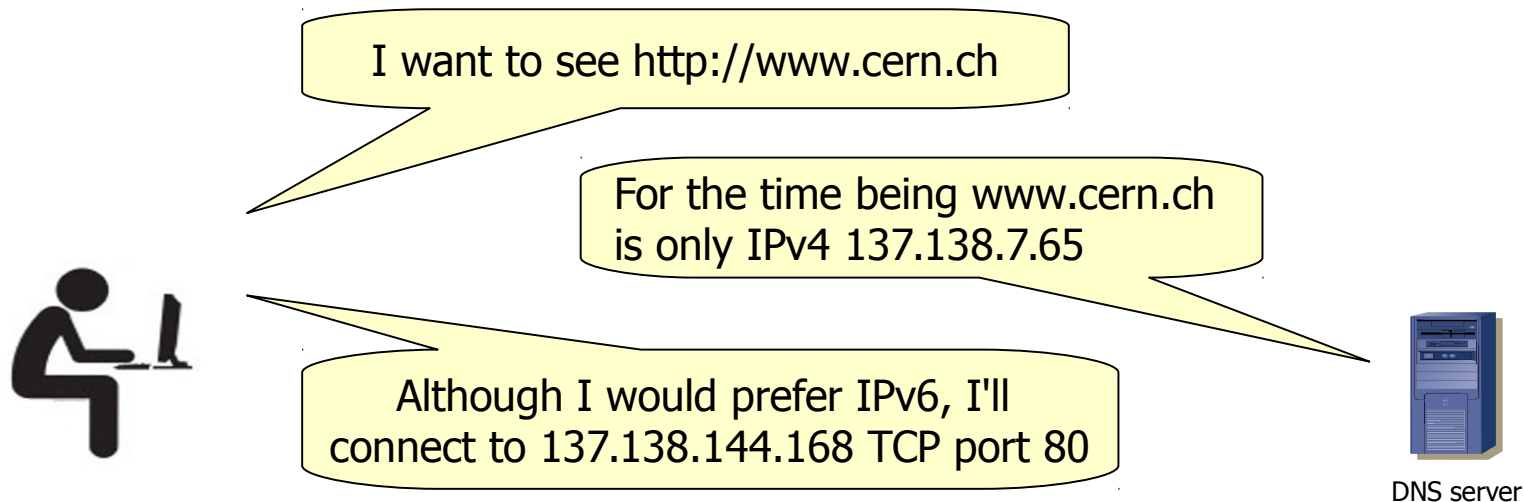 I want to see http://www.cern.ch
For the time being www.cern.ch
is only IPv4 137.138.7.65
Although I would prefer IPv6, I'll
connect to 137.138.144.168 TCP port 80
DNS server